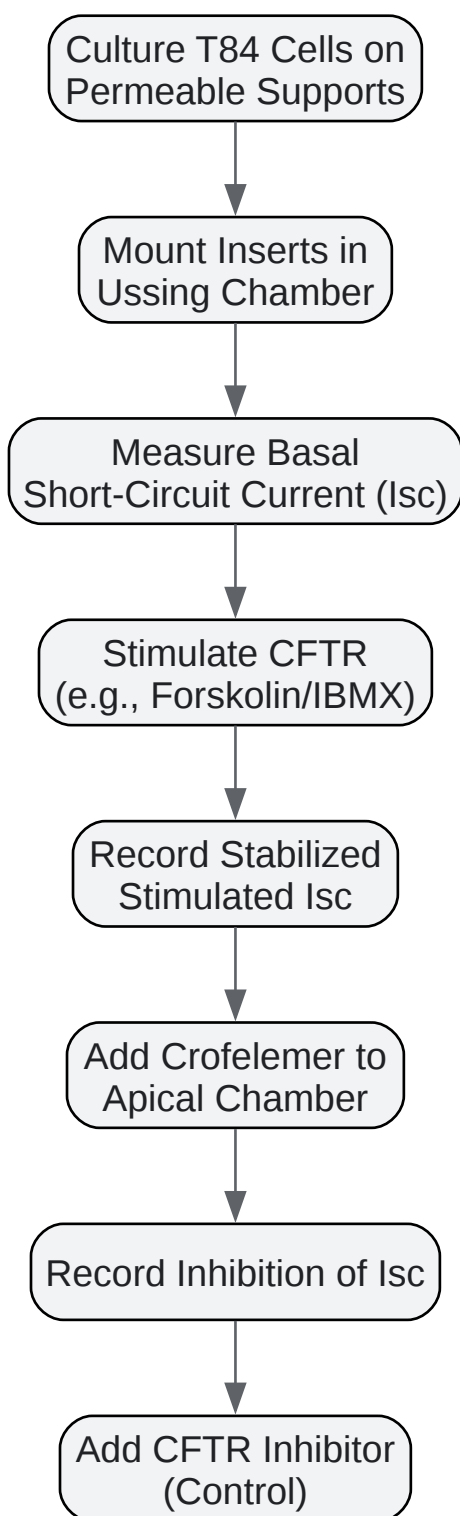 Culture T84 Cells on
Permeable Supports
Mount Inserts in
Ussing Chamber
Measure Basal
Short-Circuit Current (Isc)
Stimulate CFTR
(e.g., Forskolin/IBMX)
Record Stabilized
Stimulated Isc
Add Crofelemer to
Apical Chamber
Record Inhibition of Isc
Add CFTR Inhibitor
(Control)